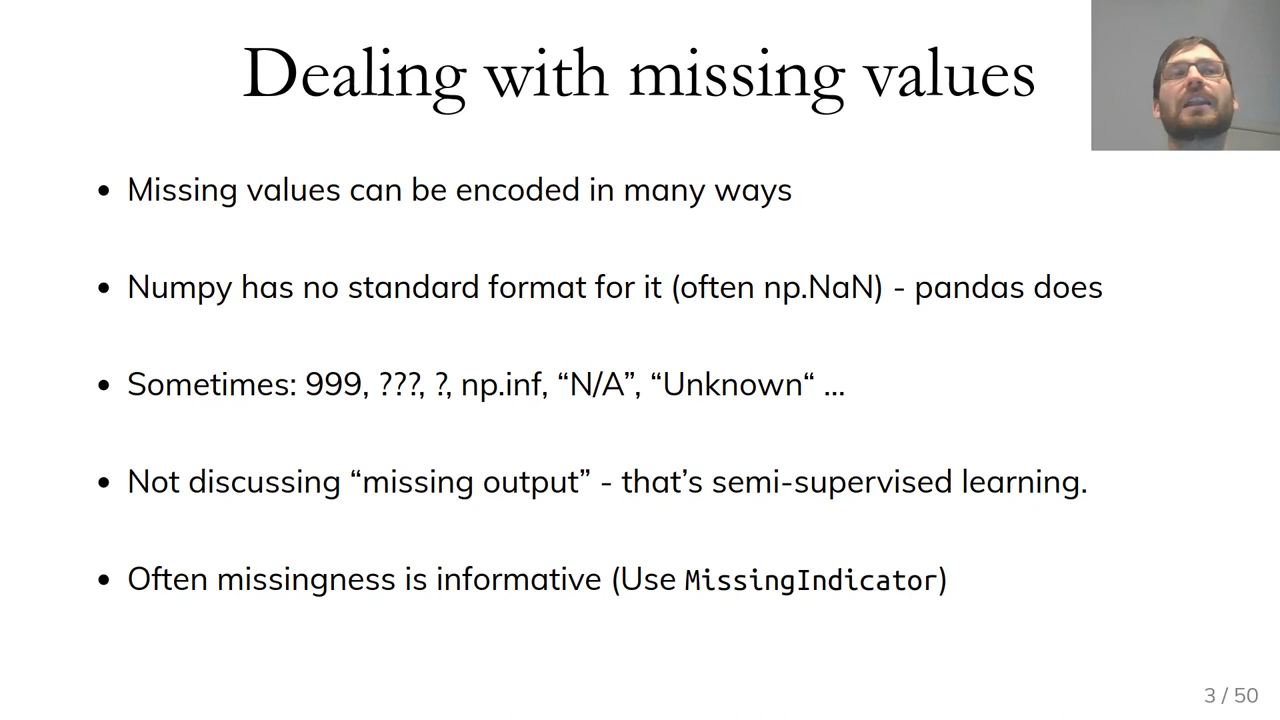 Dealing with missing values
• Missing values can be encoded in many ways
• Numpy has no standard format for it (often np.NaN) - pandas does
• Sometimes: 999, ???, ?, np.inf, “N/A”, “Unknown“ ...
• Not discussing “missing output” - that’s semi-supervised learning.
• Often missingness is informative (Use MissingIndicator)
3 / 50